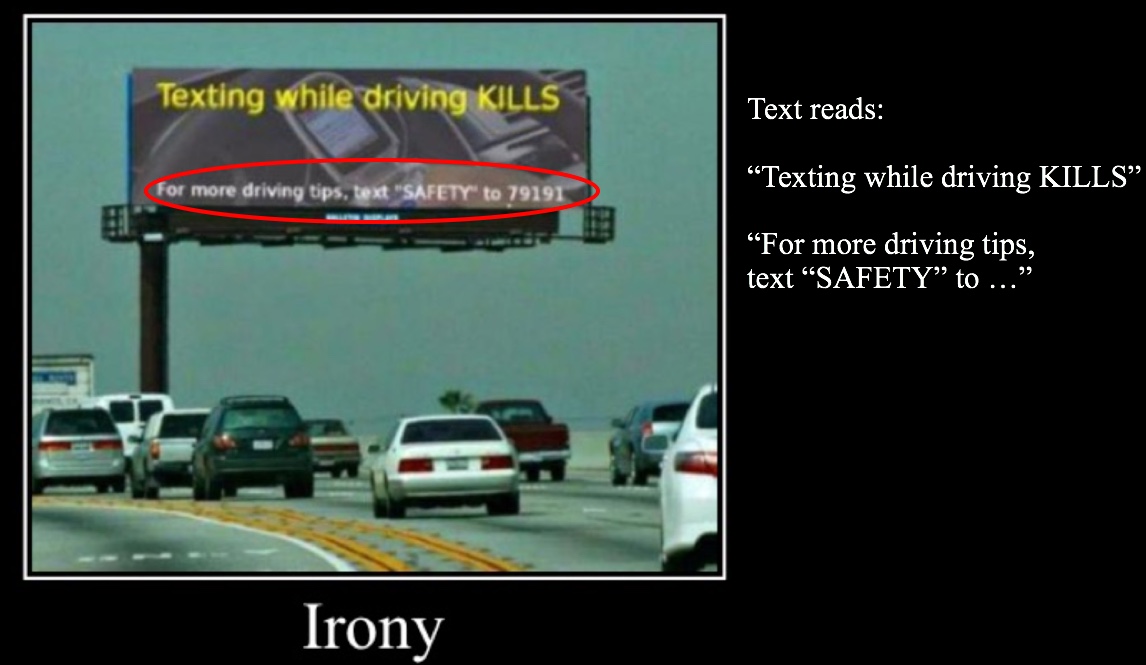 Texting while driving KILLS
For more driving tips, text "SAFETY" to 79191
Irony
Text reads:
“Texting while driving KILLS”
“For more driving tips,
text “SAFETY” to …”